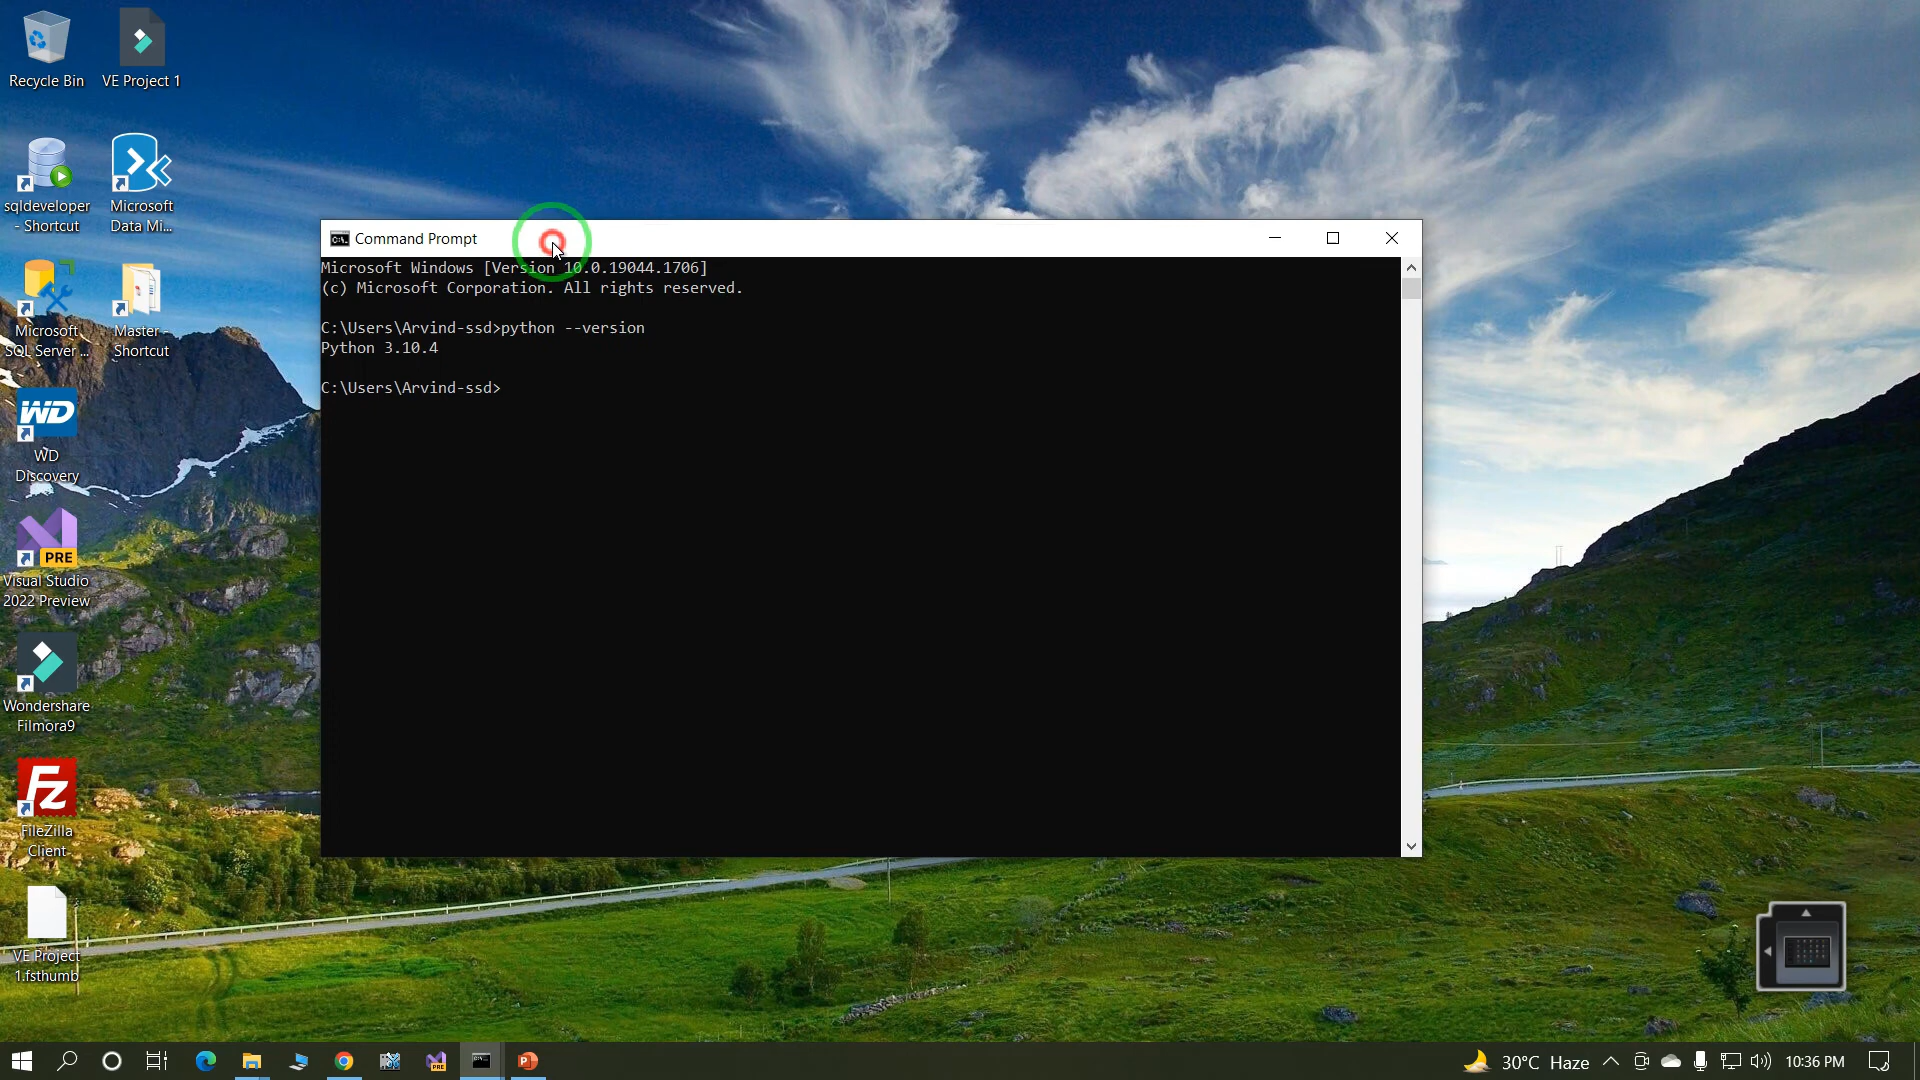 Recycle Bin
VE Project 1
sqldeveloper
- Shortcut
Microsoft
Data Mi...
Microsoft
SQL Server ...
Master -
Shortcut
WD
WD
Discovery
PRE
Visual Studio
2022 Preview
Wondershare
Filmora9
Fz
FileZilla
Client
VE Project
1.fsthumb
Command Prompt
Microsoft Windows [Version 10.0.19044.1706]
(c) Microsoft Corporation. All rights reserved.
C:\Users\Arvind-ssd>python --version
Python 3.10.4
C:\Users\Arvind-ssd>
30°C Haze
10:36 PM